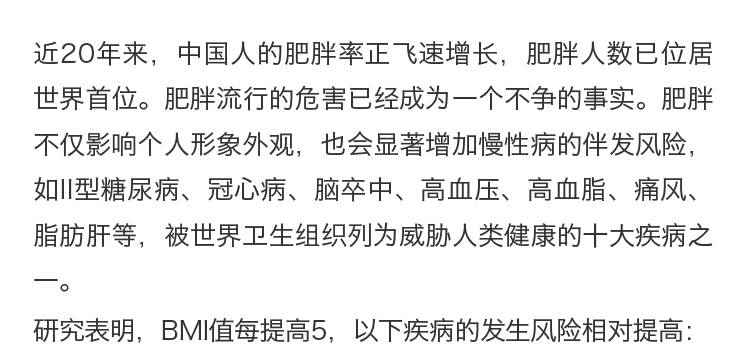 近20年来，中国人的肥胖率正飞速增长，肥胖人数已位居
世界首位。肥胖流行的危害已经成为一个不争的事实。肥胖
不仅影响个人形象外观，也会显著增加慢性病的伴发风险，
如II型糖尿病、冠心病、脑卒中、高血压、高血脂、痛风、
脂肪肝等，被世界卫生组织列为威胁人类健康的十大疾病之
一。
研究表明，BMI值每提高5，以下疾病的发生风险相对提高：